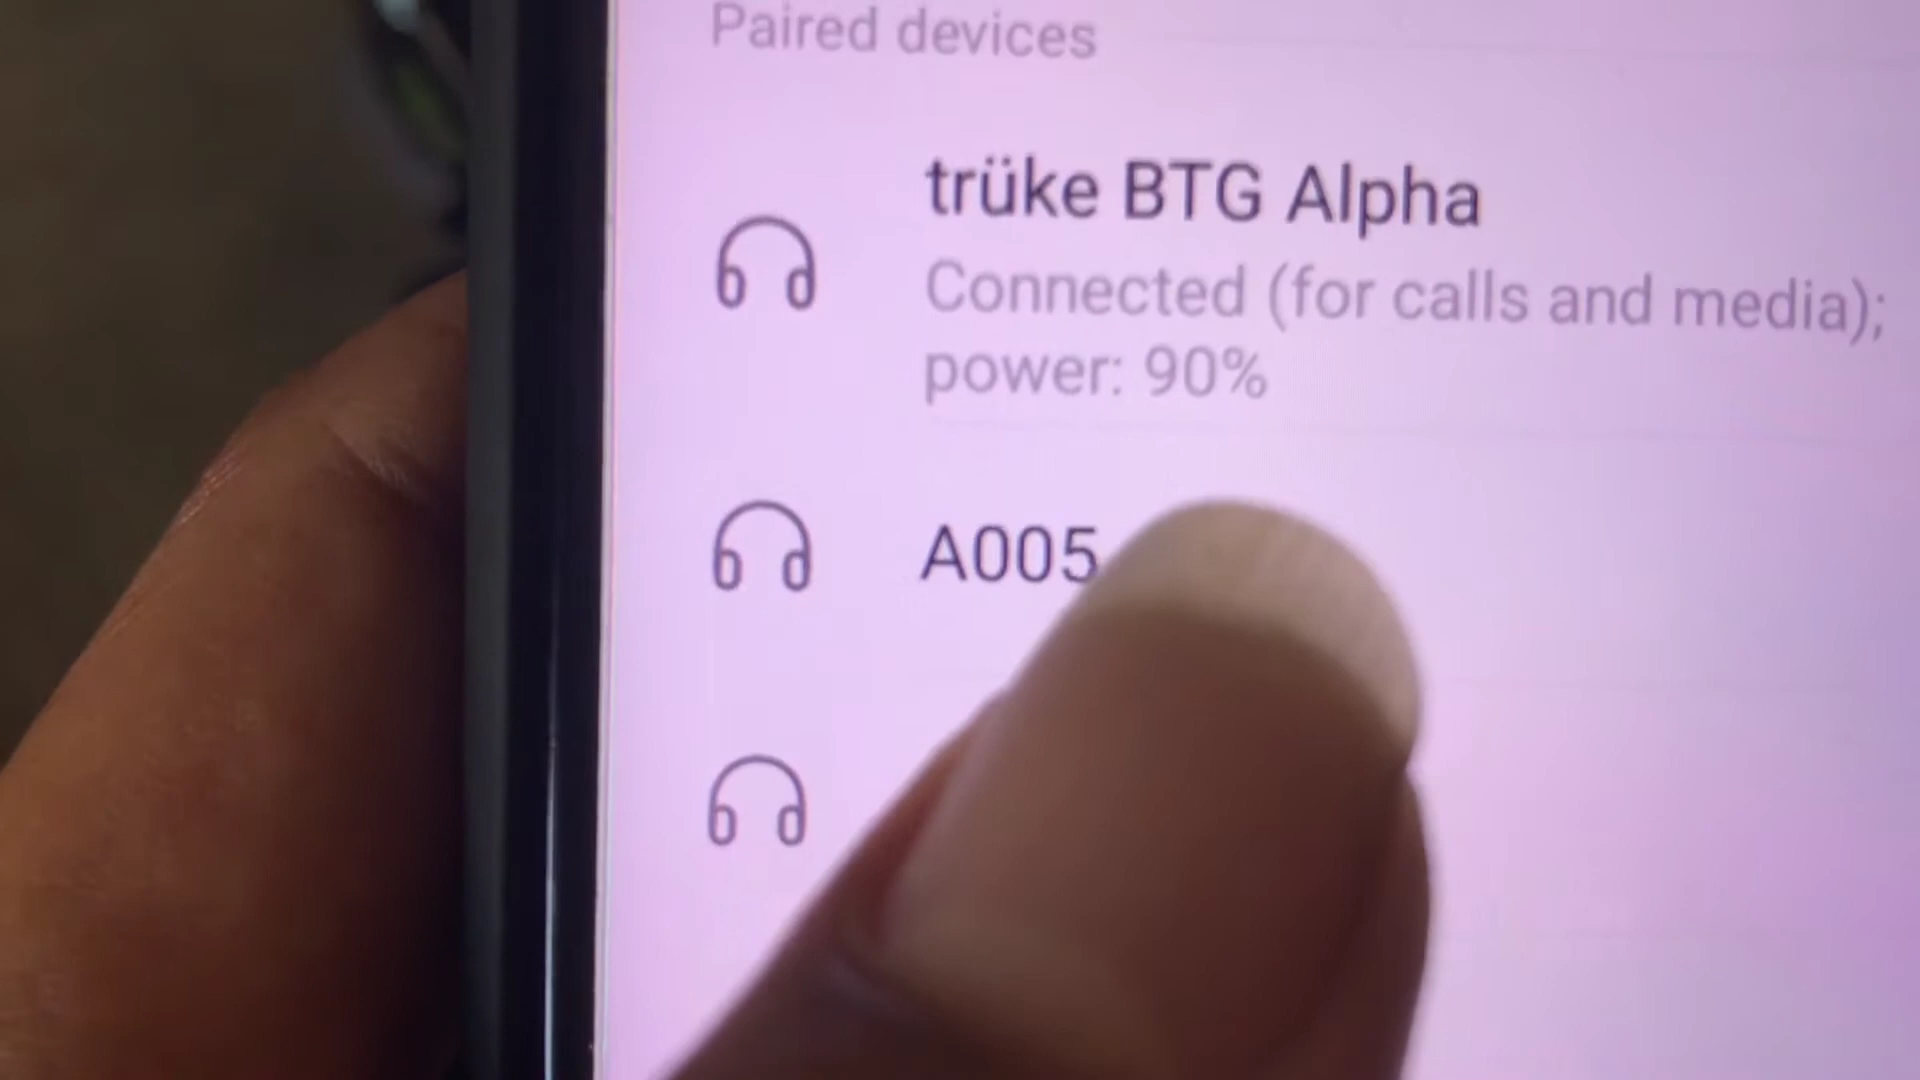 Paired devices
trüke BTG Alpha
Connected (for calls and media);
power: 90%
A005